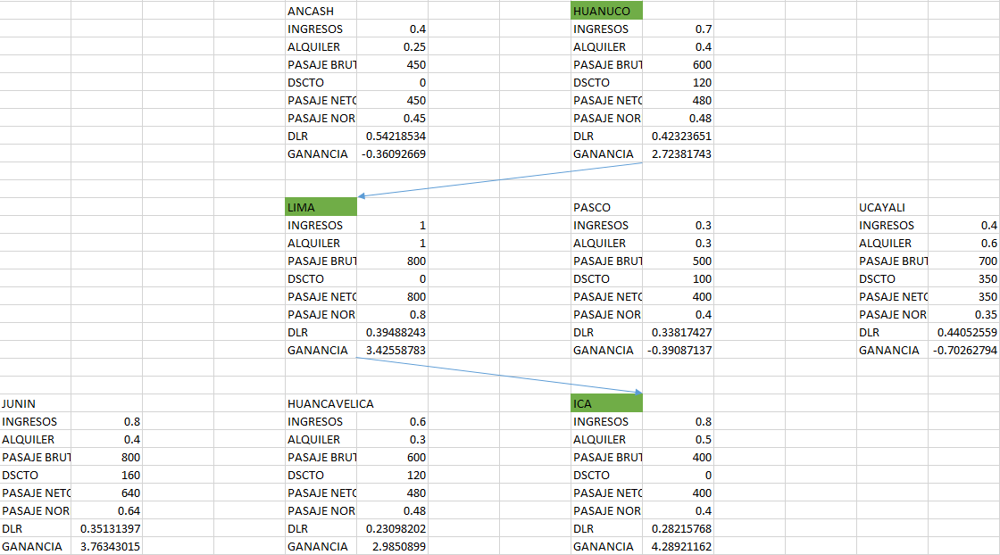 ANCASH HUANUCO
INGRESOS 0.4 INGRESOS 0.7
ALQUILER 0.25 ALQUILER 0.4
PASAJE BRUT 450 PASAJE BRUT 600
DSCTO 0 DSCTO 120
PASAJE NETO 450 PASAJE NETO 480
PASAJE NOR 0.45 PASAJE NOR 0.48
DLR 0.54218534 DLR 0.42323651
GANANCIA -0.36092669 GANANCIA 2.72381743
LIMA PASCO UCAYALI
INGRESOS 1 INGRESOS 0.3 INGRESOS 0.4
ALQUILER 1 ALQUILER 0.3 ALQUILER 0.6
PASAJE BRUT 800 PASAJE BRUT 500 PASAJE BRUT 700
DSCTO 0 DSCTO 100 DSCTO 350
PASAJE NETO 800 PASAJE NETO 400 PASAJE NETO 350
PASAJE NOR 0.8 PASAJE NOR 0.4 PASAJE NOR 0.35
DLR 0.39488243 DLR 0.33817427 DLR 0.44052559
GANANCIA 3.42558783 GANANCIA -0.39087137 GANANCIA -0.70262794
JUNIN HUANCAVELICA ICA
INGRESOS 0.8 INGRESOS 0.6 INGRESOS 0.8
ALQUILER 0.4 ALQUILER 0.3 ALQUILER 0.5
PASAJE BRUT 800 PASAJE BRUT 600 PASAJE BRUT 400
DSCTO 160 DSCTO 120 DSCTO 0
PASAJE NETO 640 PASAJE NETO 480 PASAJE NETO 400
PASAJE NOR 0.64 PASAJE NOR 0.48 PASAJE NOR 0.4
DLR 0.35131397 DLR 0.23098202 DLR 0.28215768
GANANCIA 3.76343015 GANANCIA 2.9850899 GANANCIA 4.28921162